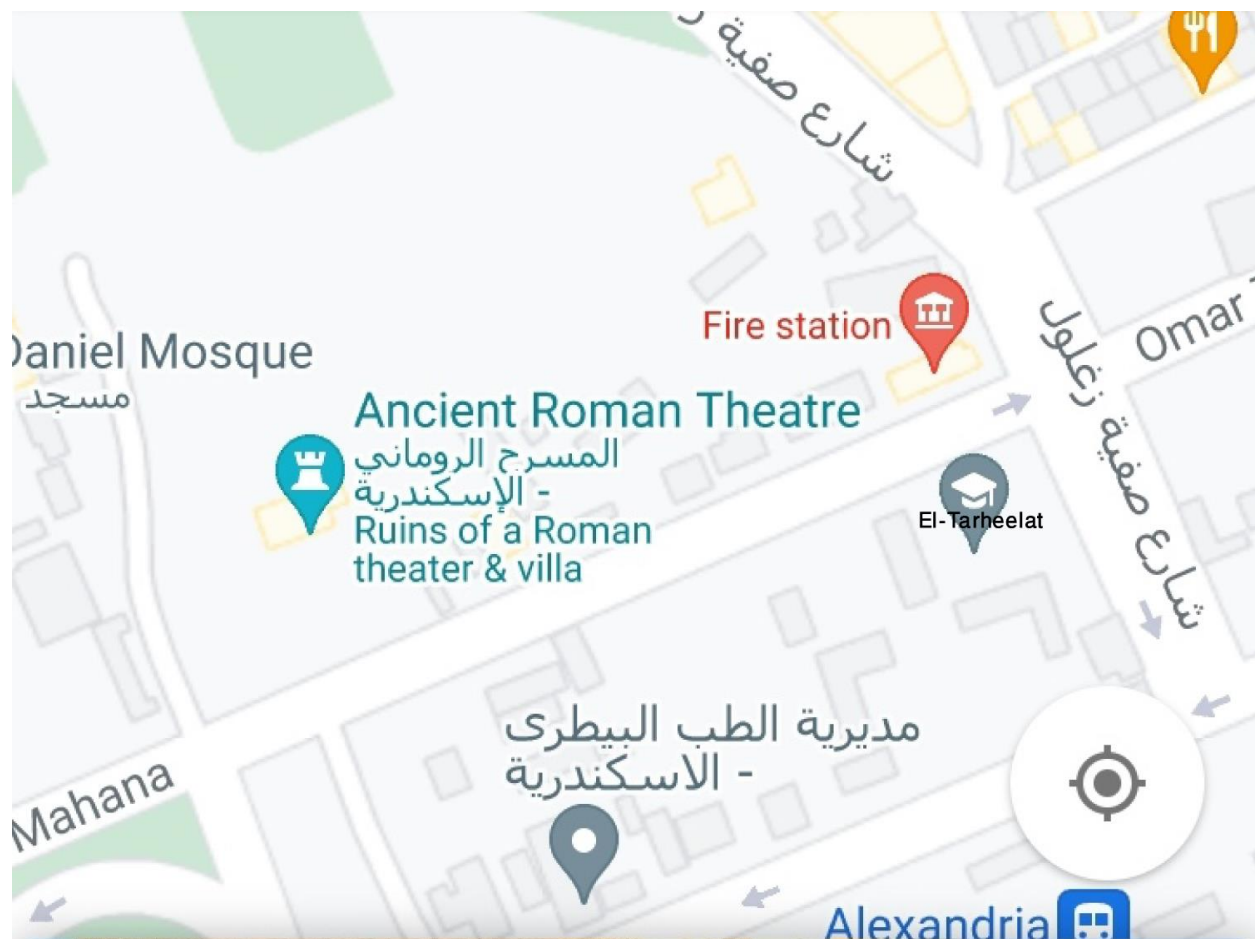 شارع صفية
Fire station
شارع صفية زغلول
Omar
Daniel Mosque
مسجد
Ancient Roman Theatre
المسرح الروماني
- الإسكندرية
Ruins of a Roman
theater & villa
El-Tarheelat
مديرية الطب البيطرى
- الاسكندرية
Mahana
Alexandria